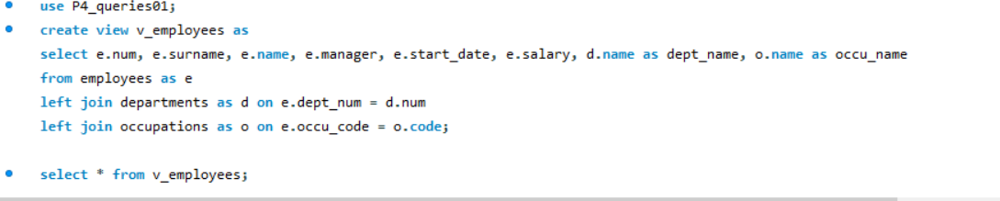 use P4_queries01;
create view v_employees as
select e.num, e.surname, e.name, e.manager, e.start_date, e.salary, d.name as dept_name, o.name as occu_name
from employees as e
left join departments as d on e.dept_num = d.num
left join occupations as o on e.occu_code = o.code;
select * from v_employees;